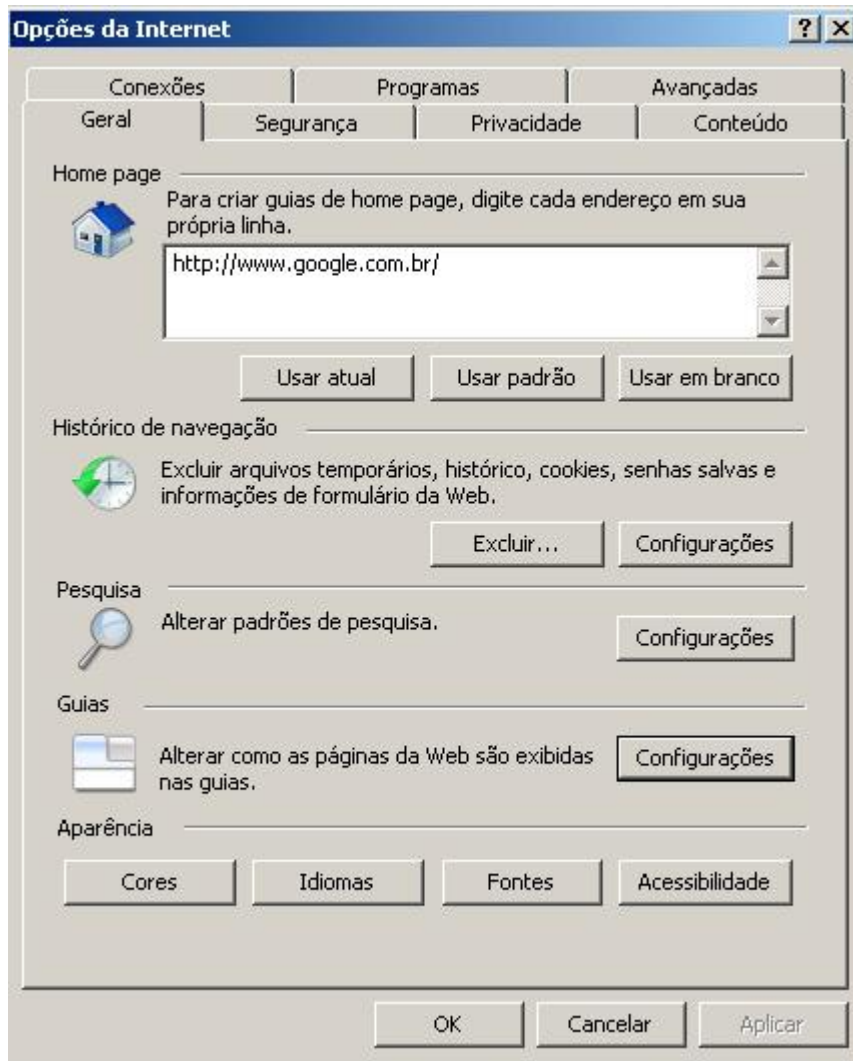 Opções da Internet
Conexões Programas Avançadas
Geral Segurança Privacidade Conteúdo
Home page
Para criar guias de home page, digite cada endereço em sua
própria linha.
http://www.google.com.br/
Usar atual Usar padrão Usar em branco
Histórico de navegação
Excluir arquivos temporários, histórico, cookies, senhas salvas e
informações de formulário da Web.
Excluir... Configurações
Pesquisa
Alterar padrões de pesquisa.
Configurações
Guias
Alterar como as páginas da Web são exibidas
nas guias.
Configurações
Aparência
Cores Idiomas Fontes Acessibilidade
OK Cancelar Aplicar